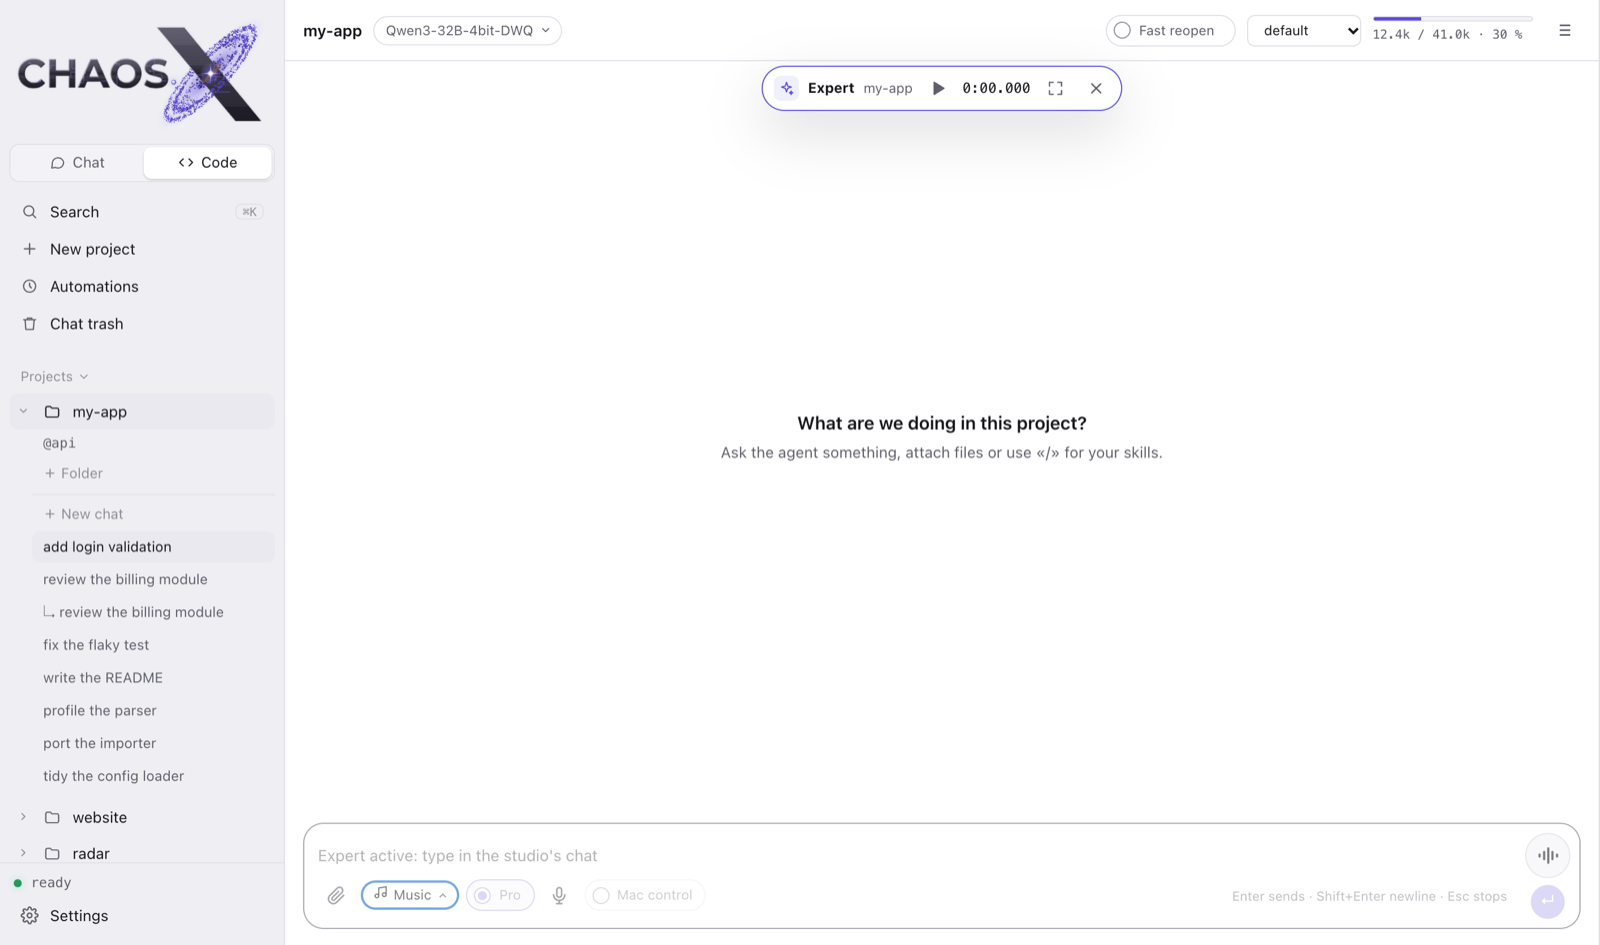 CHAOS X
Chat
Code
Search
⌘K
New project
Automations
Chat trash
Projects
my-app
@api
+ Folder
+ New chat
add login validation
review the billing module
review the billing module
fix the flaky test
write the README
profile the parser
port the importer
tidy the config loader
website
radar
ready
Settings
my-app
Qwen3-32B-4bit-DWQ
Fast reopen
default
12.4k / 41.0k · 30 %
Expert my-app 0:00.000
What are we doing in this project?
Ask the agent something, attach files or use «/» for your skills.
Expert active: type in the studio's chat
Music
Pro
Mac control
Enter sends · Shift+Enter newline · Esc stops